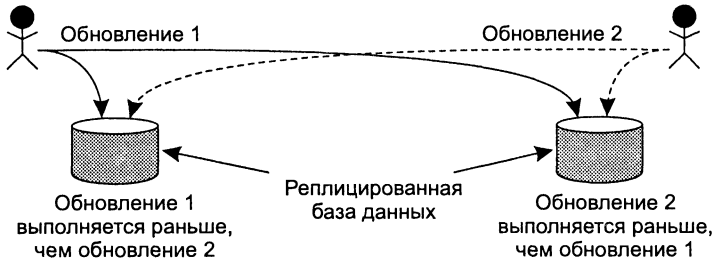 Обновление 1
Обновление 2
Реплицированная
база данных
Обновление 1
выполняется раньше,
чем обновление 2
Обновление 2
выполняется раньше,
чем обновление 1